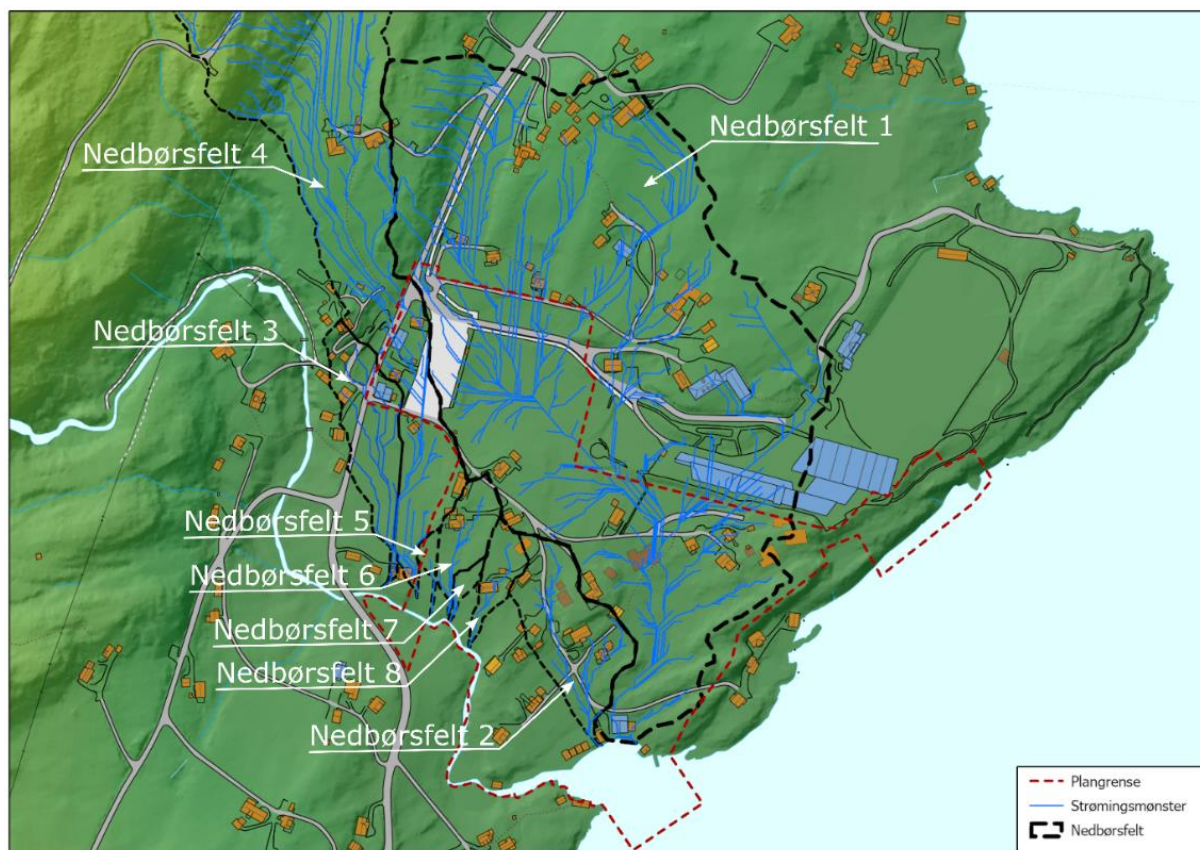 Nedbørsfelt 1
Nedbørsfelt 4
Nedbørsfelt 3
Nedbørsfelt 5
Nedbørsfelt 6
Nedbørsfelt 7
Nedbørsfelt 8
Nedbørsfelt 2
Plangrense
Strømingsmønster
Nedbørsfelt